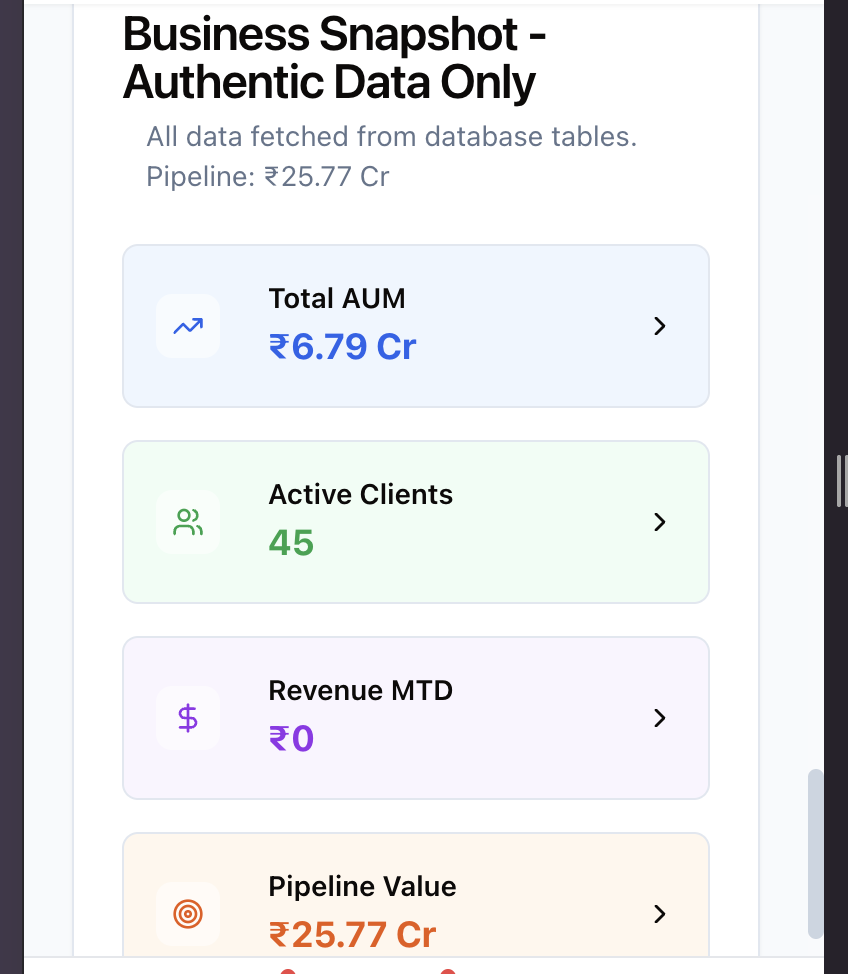 Business Snapshot -
Authentic Data Only
All data fetched from database tables.
Pipeline: ₹25.77 Cr
Total AUM
₹6.79 Cr
Active Clients
45
Revenue MTD
₹0
Pipeline Value
₹25.77 Cr